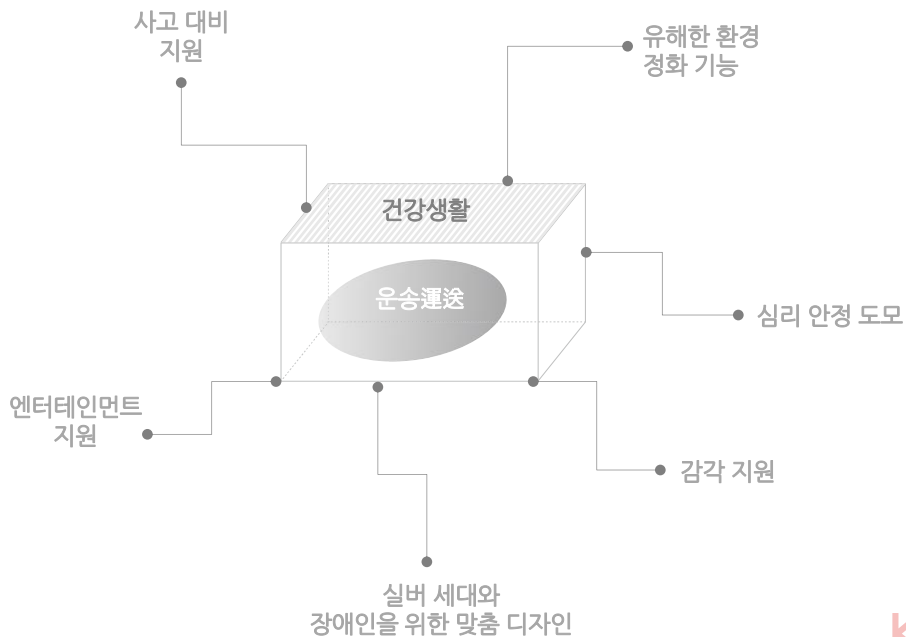 사고 대비
지원
유해한 환경
정화 기능
건강생활
운송運送
심리 안정 도모
엔터테인먼트
지원
감각 지원
실버 세대와
장애인을 위한 맞춤 디자인